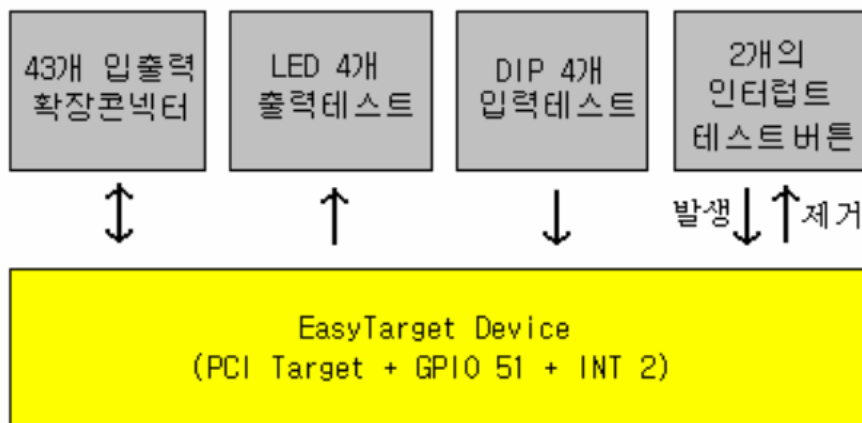 43개 입출력
확장콘넥터
LED 4개
출력테스트
DIP 4개
입력테스트
2개의
인터럽트
테스트버튼
발생
제거
EasyTarget Device
(PCI Target + GPIO 51 + INT 2)